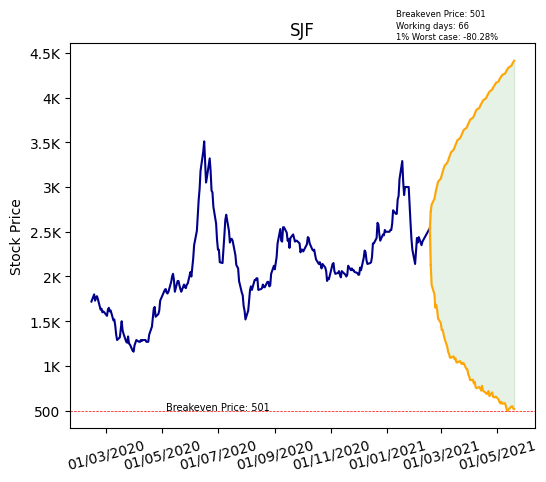 Breakeven Price: 501
Working days: 66
1% Worst case: -80.28%
SJF
Stock Price
4.5K
4K
3.5K
3K
2.5K
2K
1.5K
1K
500
Breakeven Price: 501
01/03/2020
01/05/2020
01/07/2020
01/09/2020
01/11/2020
01/01/2021
01/03/2021
01/05/2021